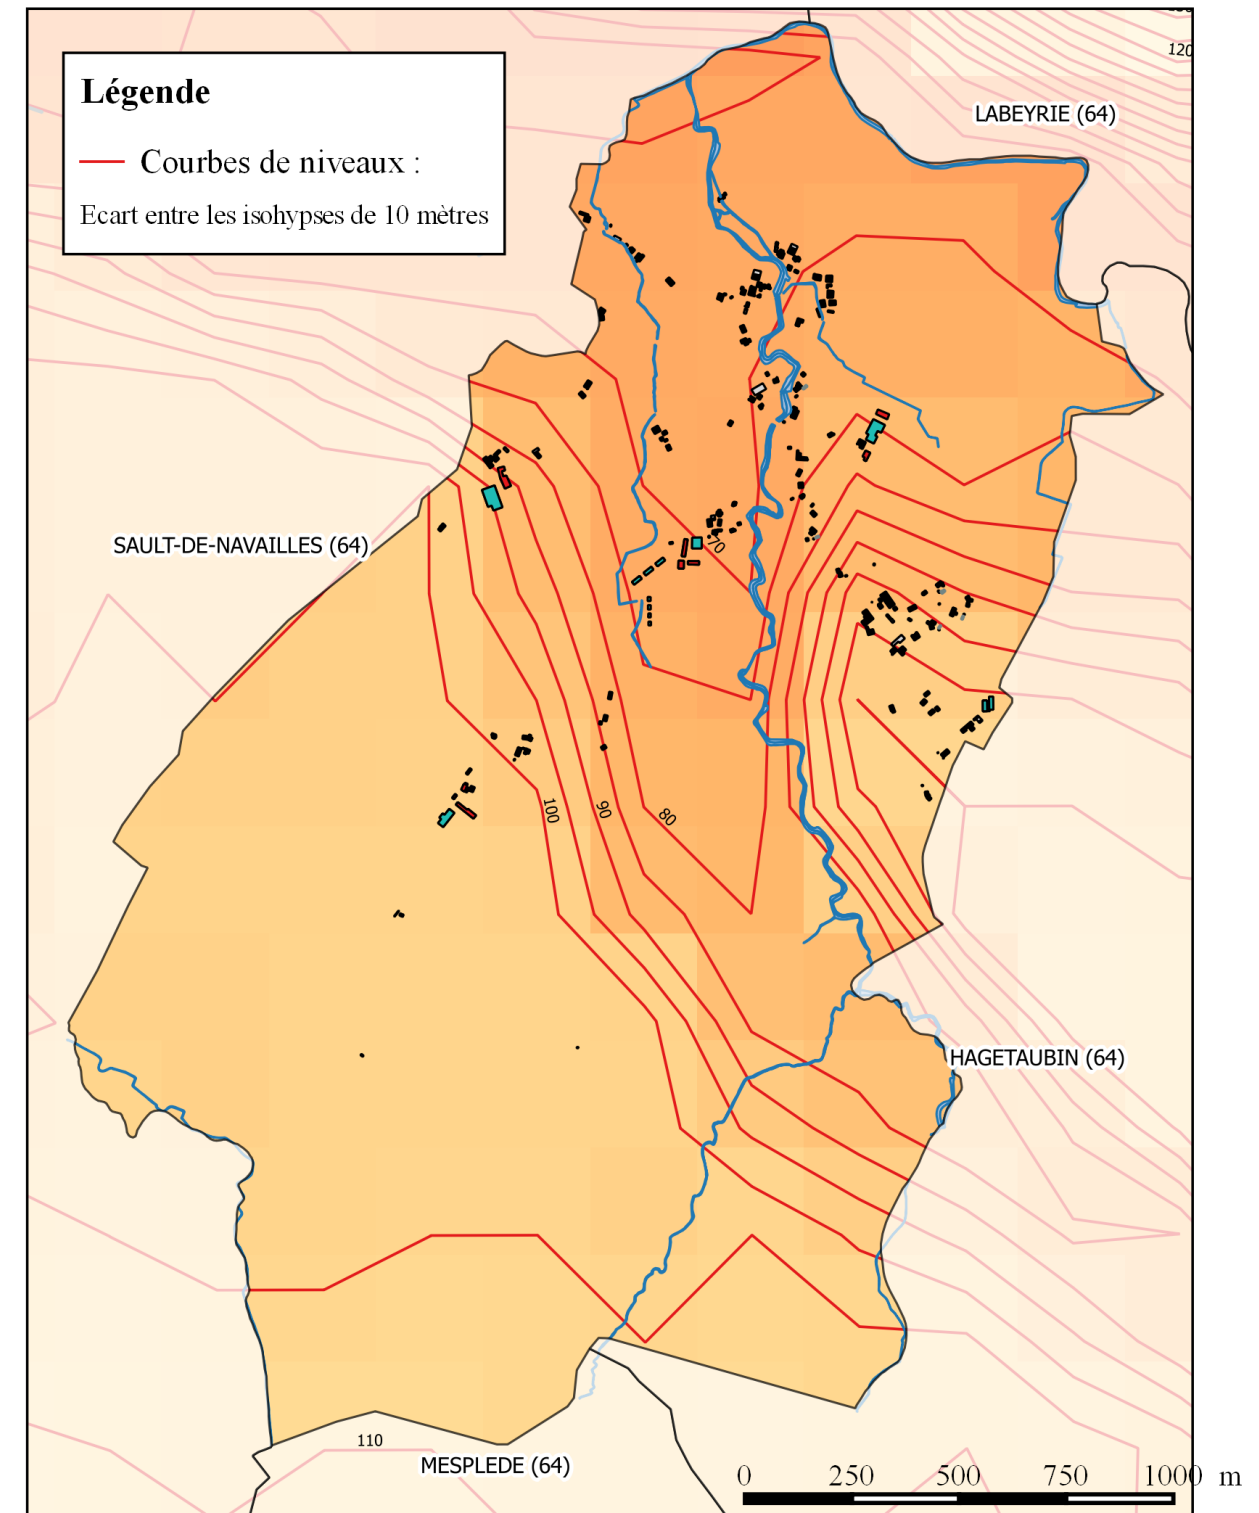 120
LABEYRIE (64)
Légende
Courbes de niveaux :
Ecart entre les isohypses de 10 mètres
SAULT-DE-NAVAILLES (64)
70
100
90
80
HAGETAUBIN (64)
110
MESPLEDE (64)
0 250 500 750 1000 m